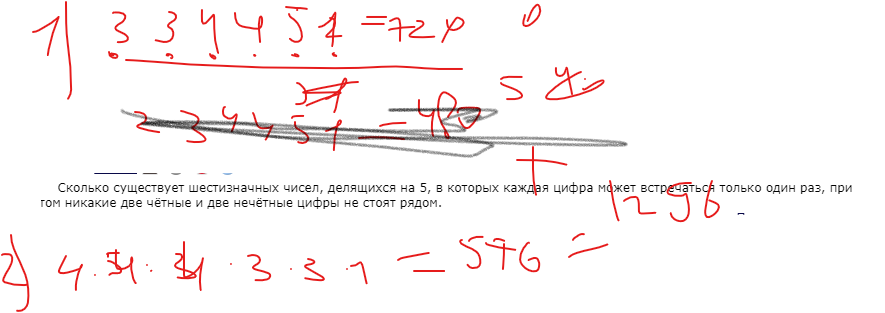 1) 3 3 4 4 5 1 = 720 0
5 4
2 3 4 4 5 1 = 480
+
Сколько существует шестизначных чисел, делящихся на 5, в которых каждая цифра может встречаться только один раз, при
том никакие две чётные и две нечётные цифры не стоят рядом.
1296
2) 4 · 4 · 4 · 3 · 3 · 1 = 576 =